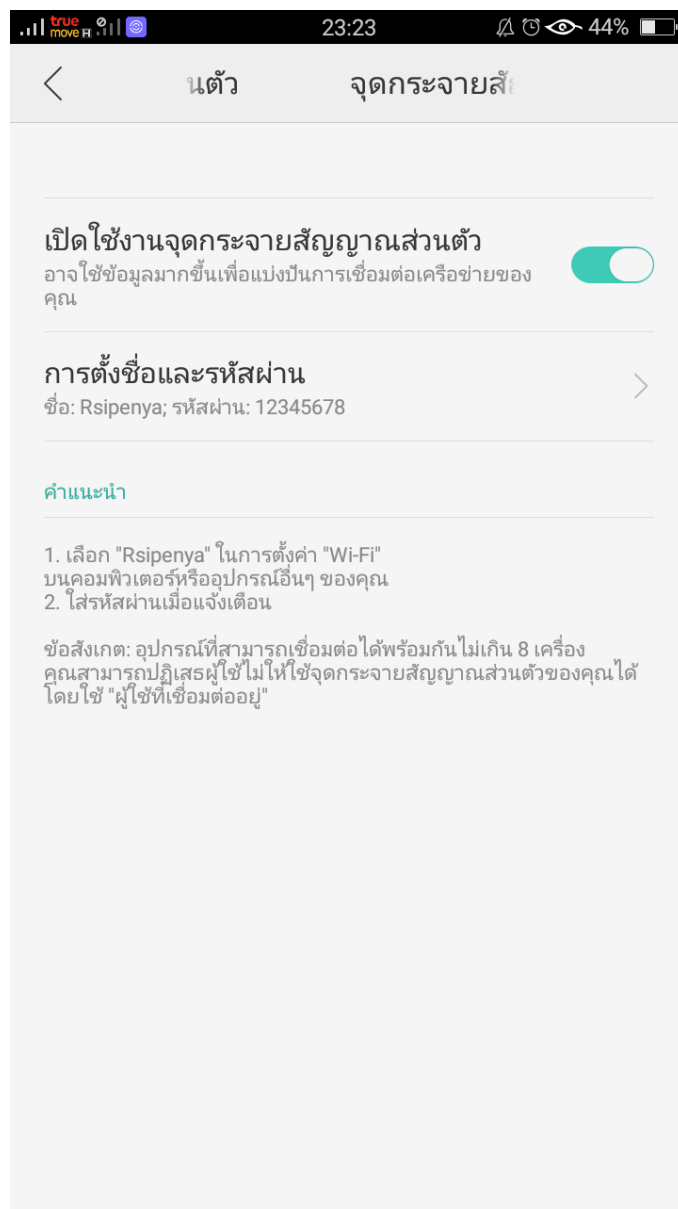 true
move H
23:23
44%
นตัว จุดกระจายสั
เปิดใช้งานจุดกระจายสัญญาณส่วนตัว
อาจใช้ข้อมูลมากขึ้นเพื่อแบ่งปันการเชื่อมต่อเครือข่ายของ
คุณ
การตั้งชื่อและรหัสผ่าน
ชื่อ: Rsipenya; รหัสผ่าน: 12345678
คำแนะนำ
1. เลือก "Rsipenya" ในการตั้งค่า "Wi-Fi"
บนคอมพิวเตอร์หรืออุปกรณ์อื่นๆ ของคุณ
2. ใส่รหัสผ่านเมื่อแจ้งเตือน
ข้อสังเกต: อุปกรณ์ที่สามารถเชื่อมต่อได้พร้อมกันไม่เกิน 8 เครื่อง
คุณสามารถปฏิเสธผู้ใช้ไม่ให้ใช้จุดกระจายสัญญาณส่วนตัวของคุณได้
โดยใช้ "ผู้ใช้ที่เชื่อมต่ออยู่"